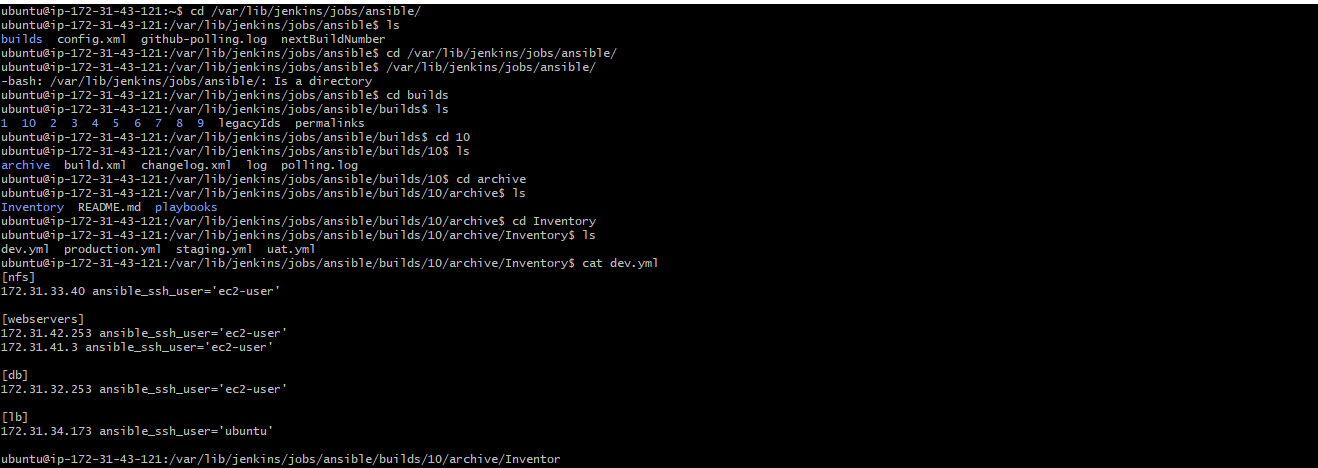 ubuntu@ip-172-31-43-121:~$ cd /var/lib/jenkins/jobs/ansible/
ubuntu@ip-172-31-43-121:/var/lib/jenkins/jobs/ansible$ ls
builds  config.xml  github-polling.log  nextBuildNumber
ubuntu@ip-172-31-43-121:/var/lib/jenkins/jobs/ansible$ cd /var/lib/jenkins/jobs/ansible/
ubuntu@ip-172-31-43-121:/var/lib/jenkins/jobs/ansible$ /var/lib/jenkins/jobs/ansible/
-bash: /var/lib/jenkins/jobs/ansible/: Is a directory
ubuntu@ip-172-31-43-121:/var/lib/jenkins/jobs/ansible$ cd builds
ubuntu@ip-172-31-43-121:/var/lib/jenkins/jobs/ansible/builds$ ls
1  10  2  3  4  5  6  7  8  9  legacyIds  permalinks
ubuntu@ip-172-31-43-121:/var/lib/jenkins/jobs/ansible/builds$ cd 10
ubuntu@ip-172-31-43-121:/var/lib/jenkins/jobs/ansible/builds/10$ ls
archive  build.xml  changelog.xml  log  polling.log
ubuntu@ip-172-31-43-121:/var/lib/jenkins/jobs/ansible/builds/10$ cd archive
ubuntu@ip-172-31-43-121:/var/lib/jenkins/jobs/ansible/builds/10/archive$ ls
Inventory  README.md  playbooks
ubuntu@ip-172-31-43-121:/var/lib/jenkins/jobs/ansible/builds/10/archive$ cd Inventory
ubuntu@ip-172-31-43-121:/var/lib/jenkins/jobs/ansible/builds/10/archive/Inventory$ ls
dev.yml  production.yml  staging.yml  uat.yml
ubuntu@ip-172-31-43-121:/var/lib/jenkins/jobs/ansible/builds/10/archive/Inventory$ cat dev.yml
[nfs]
172.31.33.40 ansible_ssh_user='ec2-user'
[webservers]
172.31.42.253 ansible_ssh_user='ec2-user'
172.31.41.3 ansible_ssh_user='ec2-user'
[db]
172.31.32.253 ansible_ssh_user='ec2-user'
[lb]
172.31.34.173 ansible_ssh_user='ubuntu'
ubuntu@ip-172-31-43-121:/var/lib/jenkins/jobs/ansible/builds/10/archive/Inventor